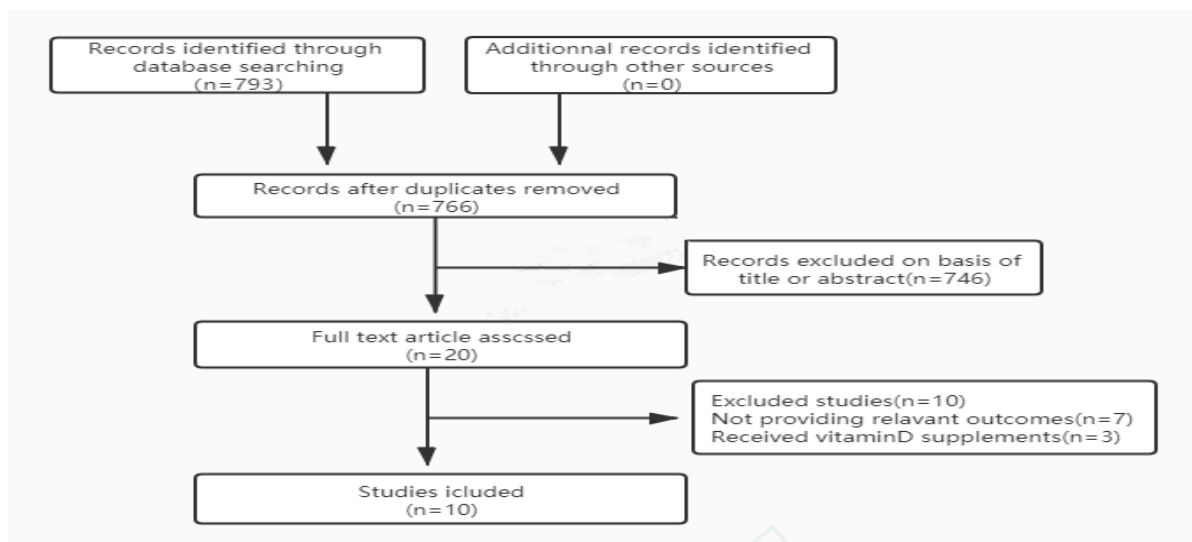 Records identified through
database searching
(n=793)
Additionnal records identified
through other sources
(n=0)
Records after duplicates removed
(n=766)
Records excluded on basis of
title or abstract(n=746)
Full text article asscssed
(n=20)
Excluded studies(n=10)
Not providing relavant outcomes(n=7)
Received vitaminD supplements(n=3)
Studies icluded
(n=10)